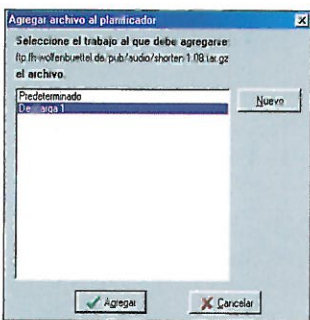 Agregar archivo al planificador
Seleccione el trabajo al que debe agregarse
ftp.fh-wolfenbuettel.de/pub/audio/shorten-1.08.tar.gz
el archivo.
Predeterminado
Descarga 1
Nuevo
Agregar
Cancelar